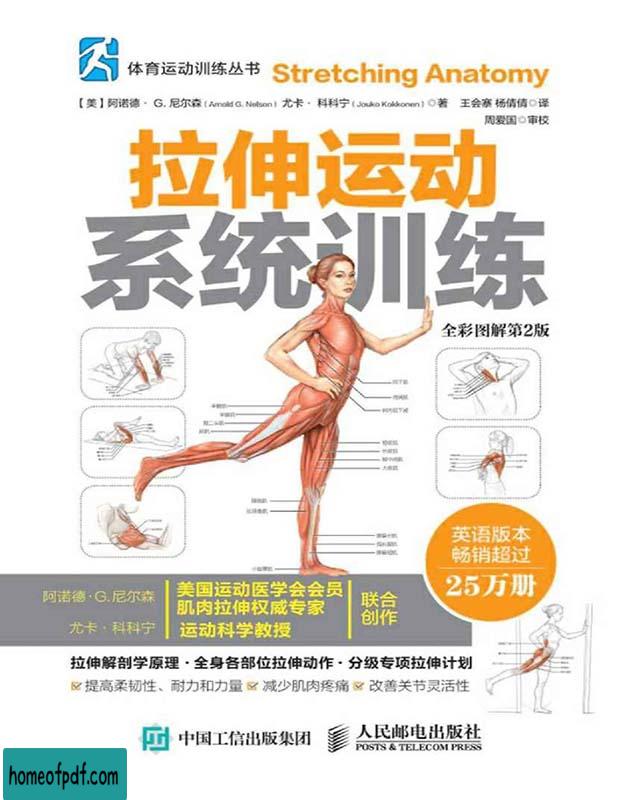 体育运动训练丛书 Stretching Anatomy
【美】阿诺德· G. 尼尔森(Arnold G. Nelson) 尤卡· 科科宁(Jouko Kokkonen)◎著 王会寨 杨倩倩◎译
周爱国◎审校
拉伸运动
系统训练
全彩图解第2版
英语版本
畅销超过
25万册
阿诺德·G.尼尔森
美国运动医学会会员
肌肉拉伸权威专家
尤卡·科科宁
运动科学教授
联合
创作
拉伸解剖学原理·全身各部位拉伸动作·分级专项拉伸计划
提高柔韧性、耐力和力量
减少肌肉疼痛
改善关节灵活性
中国工信出版集团
人民邮电出版社
POSTS & TELECOM PRESS
homeofpdf.com